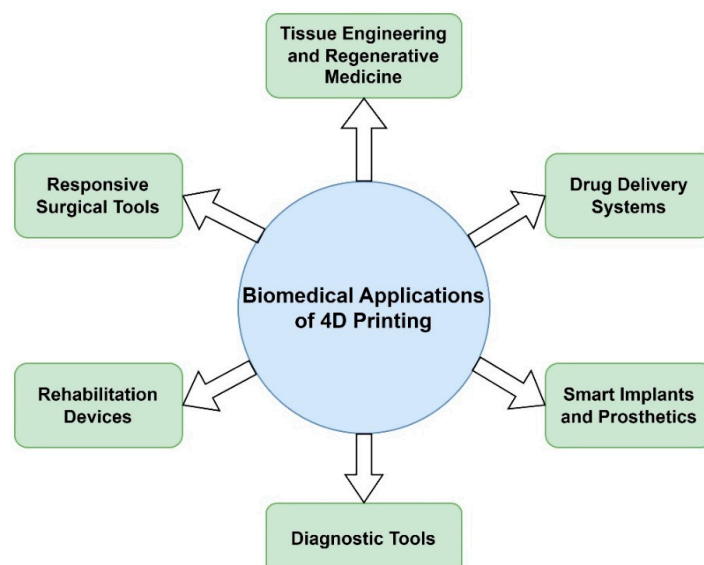 Tissue Engineering
and Regenerative
Medicine
Responsive
Surgical Tools
Drug Delivery
Systems
Biomedical Applications
of 4D Printing
Rehabilitation
Devices
Smart Implants
and Prosthetics
Diagnostic Tools